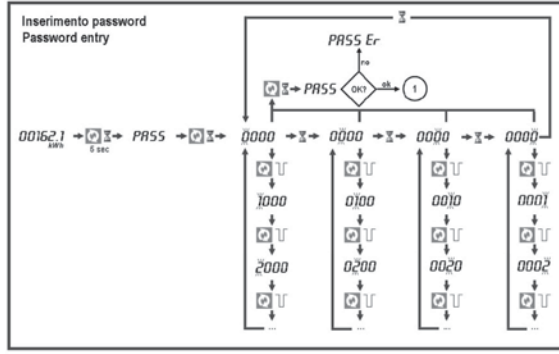 Inserimento password
Password entry
PASS Er
no
PASS
OK?
ok
1
00162.1
kWh
6 sec
PASS
0000
0000
0000
0000
1000
0100
0010
0001
2000
0200
0020
0002
...
...
...
...